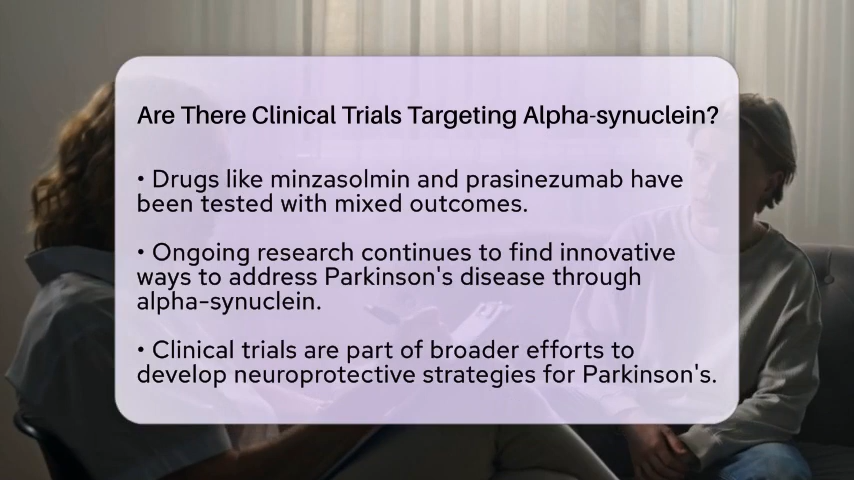 Are There Clinical Trials Targeting Alpha-synuclein?
• Drugs like minzasolmin and prasinezumab have
been tested with mixed outcomes.
• Ongoing research continues to find innovative
ways to address Parkinson's disease through
alpha-synuclein.
• Clinical trials are part of broader efforts to
develop neuroprotective strategies for Parkinson's.